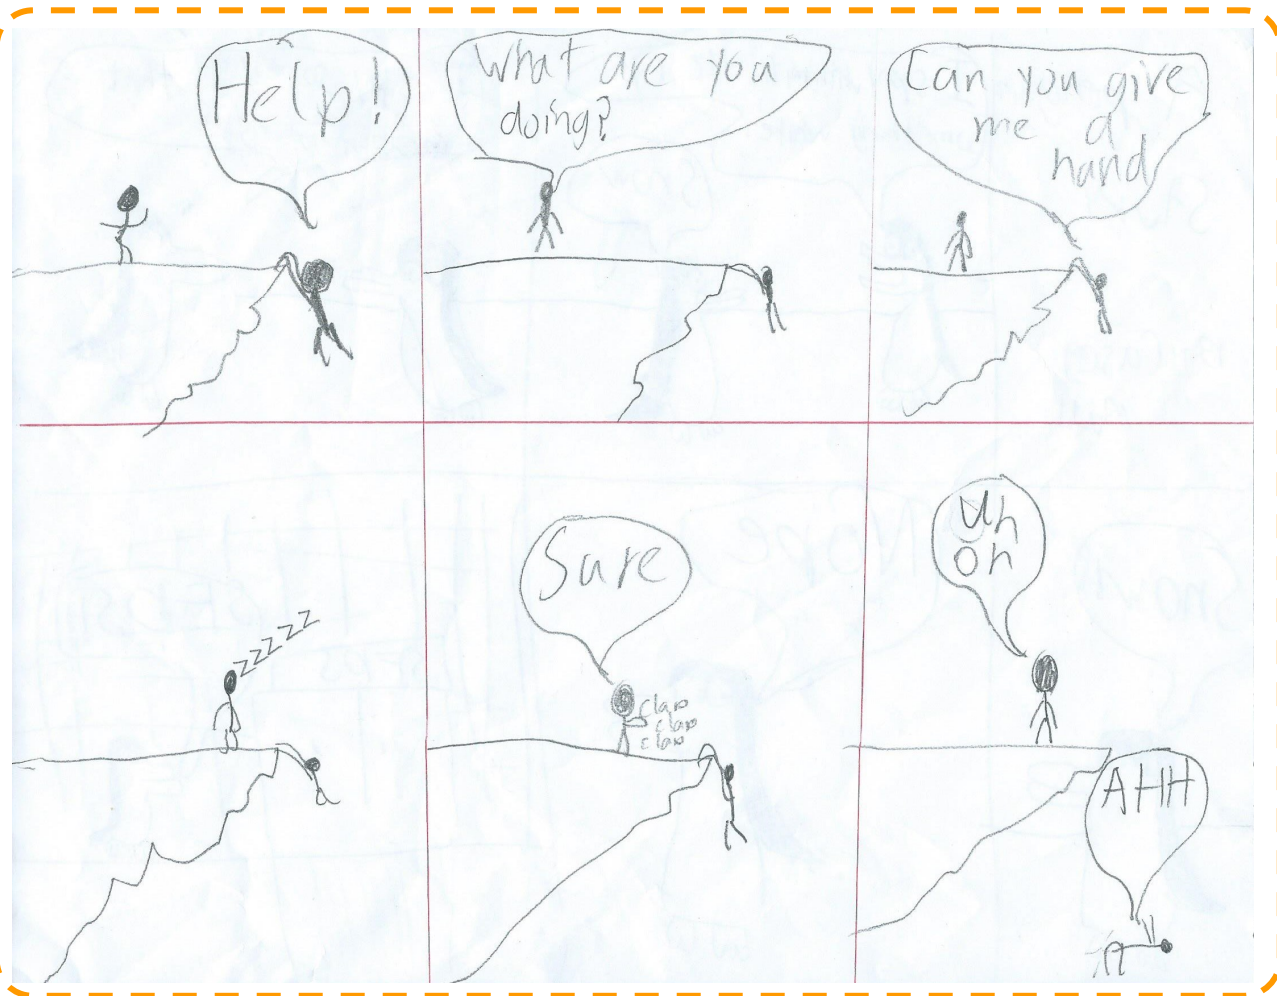 Help!
What are you
doing?
Can you give
me a
hand
zzzzz
Sure
clap
clap
clap
Uh
oh
AHH